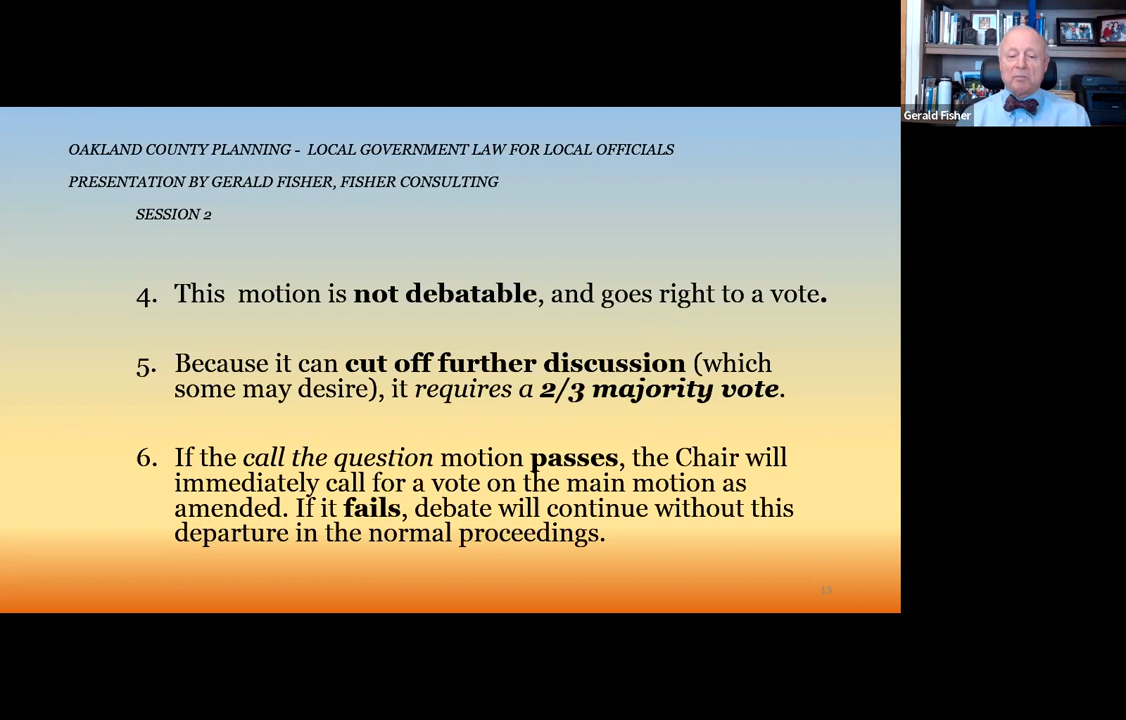 Gerald Fisher
OAKLAND COUNTY PLANNING - LOCAL GOVERNMENT LAW FOR LOCAL OFFICIALS
PRESENTATION BY GERALD FISHER, FISHER CONSULTING
SESSION 2
4. This motion is not debatable, and goes right to a vote.
5. Because it can cut off further discussion (which
some may desire), it requires a 2/3 majority vote.
6. If the call the question motion passes, the Chair will
immediately call for a vote on the main motion as
amended. If it fails, debate will continue without this
departure in the normal proceedings.